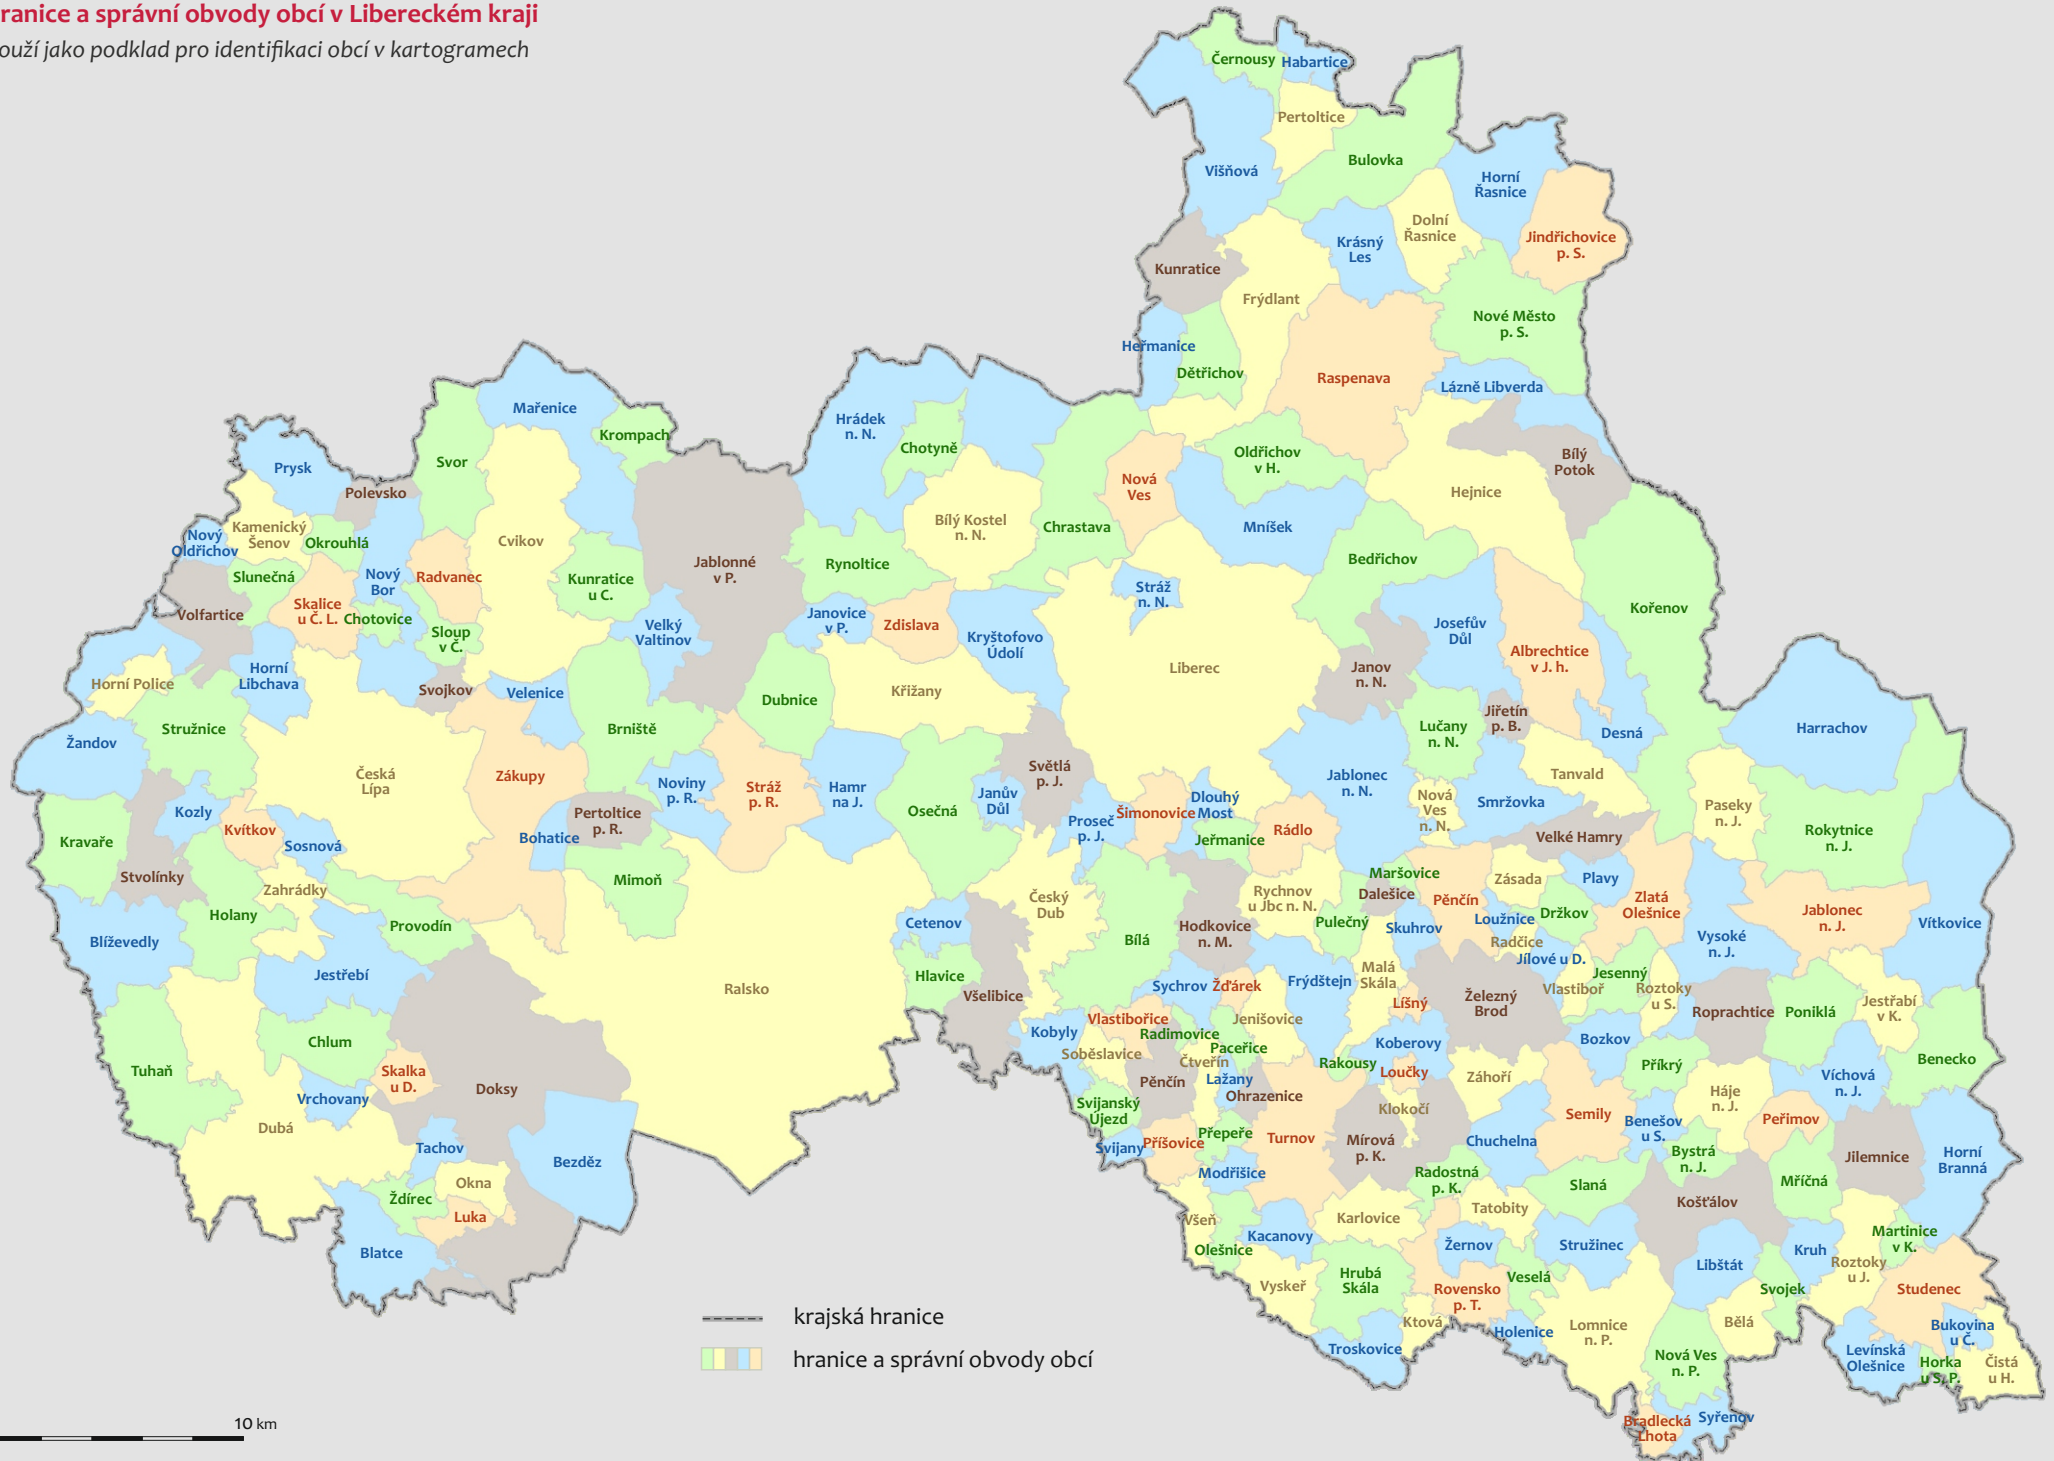 ranice a správní obvody obcí v Libereckém kraji
ouží jako podklad pro identifikaci obcí v kartogramech
Černousy
Habartice
Pertoltice
Bulovka
Višňová
Horní
Řasnice
Dolní
Řasnice
Krásný
Les
Jindřichovice
p. S.
Kunratice
Frýdlant
Nové Město
p. S.
Heřmanice
Dětřichov
Raspenava
Lázně Libverda
Mařenice
Hrádek
n. N.
Krompach
Chotyně
Oldřichov
v H.
Bílý
Potok
Svor
Prysk
Polevsko
Nová
Ves
Hejnice
Kamenický
Šenov
Nový
Oldřichov
Okrouhlá
Cvikov
Bílý Kostel
n. N.
Chrastava
Mníšek
Jablonné
v P.
Rynoltice
Bedřichov
Slunečná
Nový
Bor
Radvanec
Kunratice
u C.
Stráž
n. N.
Kořenov
Volfartice
Skalice
u Č. L.
Chotovice
Sloup
v Č.
Velký
Valtinov
Janovice
v P.
Zdislava
Kryštofovo
Údolí
Josefův
Důl
Albrechtice
v J. h.
Liberec
Janov
n. N.
Horní Police
Horní
Libchava
Svojkov
Velenice
Dubnice
Křižany
Jiřetín
p. B.
Lučany
n. N.
Desná
Harrachov
Stružnice
Žandov
Brniště
Česká
Lípa
Zákupy
Noviny
p. R.
Stráž
p. R.
Hamr
na J.
Osečná
Janův
Důl
Světlá
p. J.
Jablonec
n. N.
Tanvald
Kozly
Kvítkov
Sosnová
Pertoltice
p. R.
Bohatice
Proseč
p. J.
Šimonovice
Dlouhý
Most
Jeřmanice
Rádlo
Nová
Ves
n. N.
Smržovka
Velké Hamry
Paseky
n. J.
Rokytnice
n. J.
Kravaře
Stvolínky
Zahrádky
Mimoň
Český
Dub
Rychnov
u Jbc n. N.
Maršovice
Dalešice
Pulečný
Skuhrov
Pěnčín
Zásada
Plavy
Loužnice
Držkov
Zlatá
Olešnice
Jablonec
n. J.
Vítkovice
Holany
Provodín
Blíževedly
Jestřebí
Cetenov
Bílá
Hodkovice
n. M.
Radčice
Jílové u D.
Vysoké
n. J.
Hlavice
Všelibice
Ralsko
Sychrov
Žďárek
Frýdštejn
Malá
Skála
Líšný
Železný
Brod
Vlastiboř
Jesenný
Roztoky
u S.
Roprachtice
Poniklá
Jestřabí
v K.
Benecko
Tuhaň
Chlum
Skalka
u D.
Doksy
Vrchovany
Kobyly
Vlastibořice
Radimovice
Jenišovice
Paceřice
Soběslavice
Čtveřín
Pěnčín
Lažany
Ohrazenice
Rakousy
Koberovy
Loučky
Klokočí
Záhoří
Bozkov
Příkrý
Háje
n. J.
Víchová
n. J.
Dubá
Tachov
Bezděz
Svijanský
Újezd
Svijany
Příšovice
Přepeře
Modřišice
Turnov
Mírová
p. K.
Chuchelna
Semily
Benešov
u S.
Bystrá
n. J.
Peřimov
Jilemnice
Horní
Branná
Okna
Ždírec
Luka
Blatce
Radostná
p. K.
Slaná
Košťálov
Mříčná
Všeň
Olešnice
Kacanovy
Karlovice
Tatobity
Žernov
Stružinec
Libštát
Kruh
Martinice
v K.
Roztoky
u J.
Vyskeř
Hrubá
Skála
Rovensko
p. T.
Veselá
Svojek
Studenec
Troskovice
Ktová
Holenice
Lomnice
n. P.
Bělá
Nová Ves
n. P.
Levínská
Olešnice
Bukovina
u Č.
Horka
u S. P.
Čistá
u H.
Bradlecká
Lhota
Syřenov
krajská hranice
hranice a správní obvody obcí
10 km